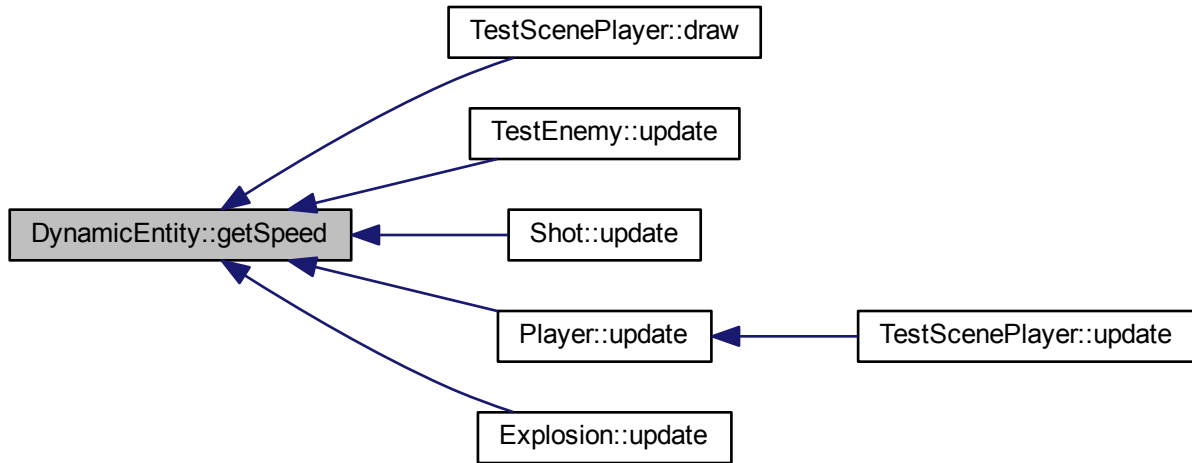 TestScenePlayer::draw
TestEnemy::update
DynamicEntity::getSpeed
Shot::update
Player::update
TestScenePlayer::update
Explosion::update